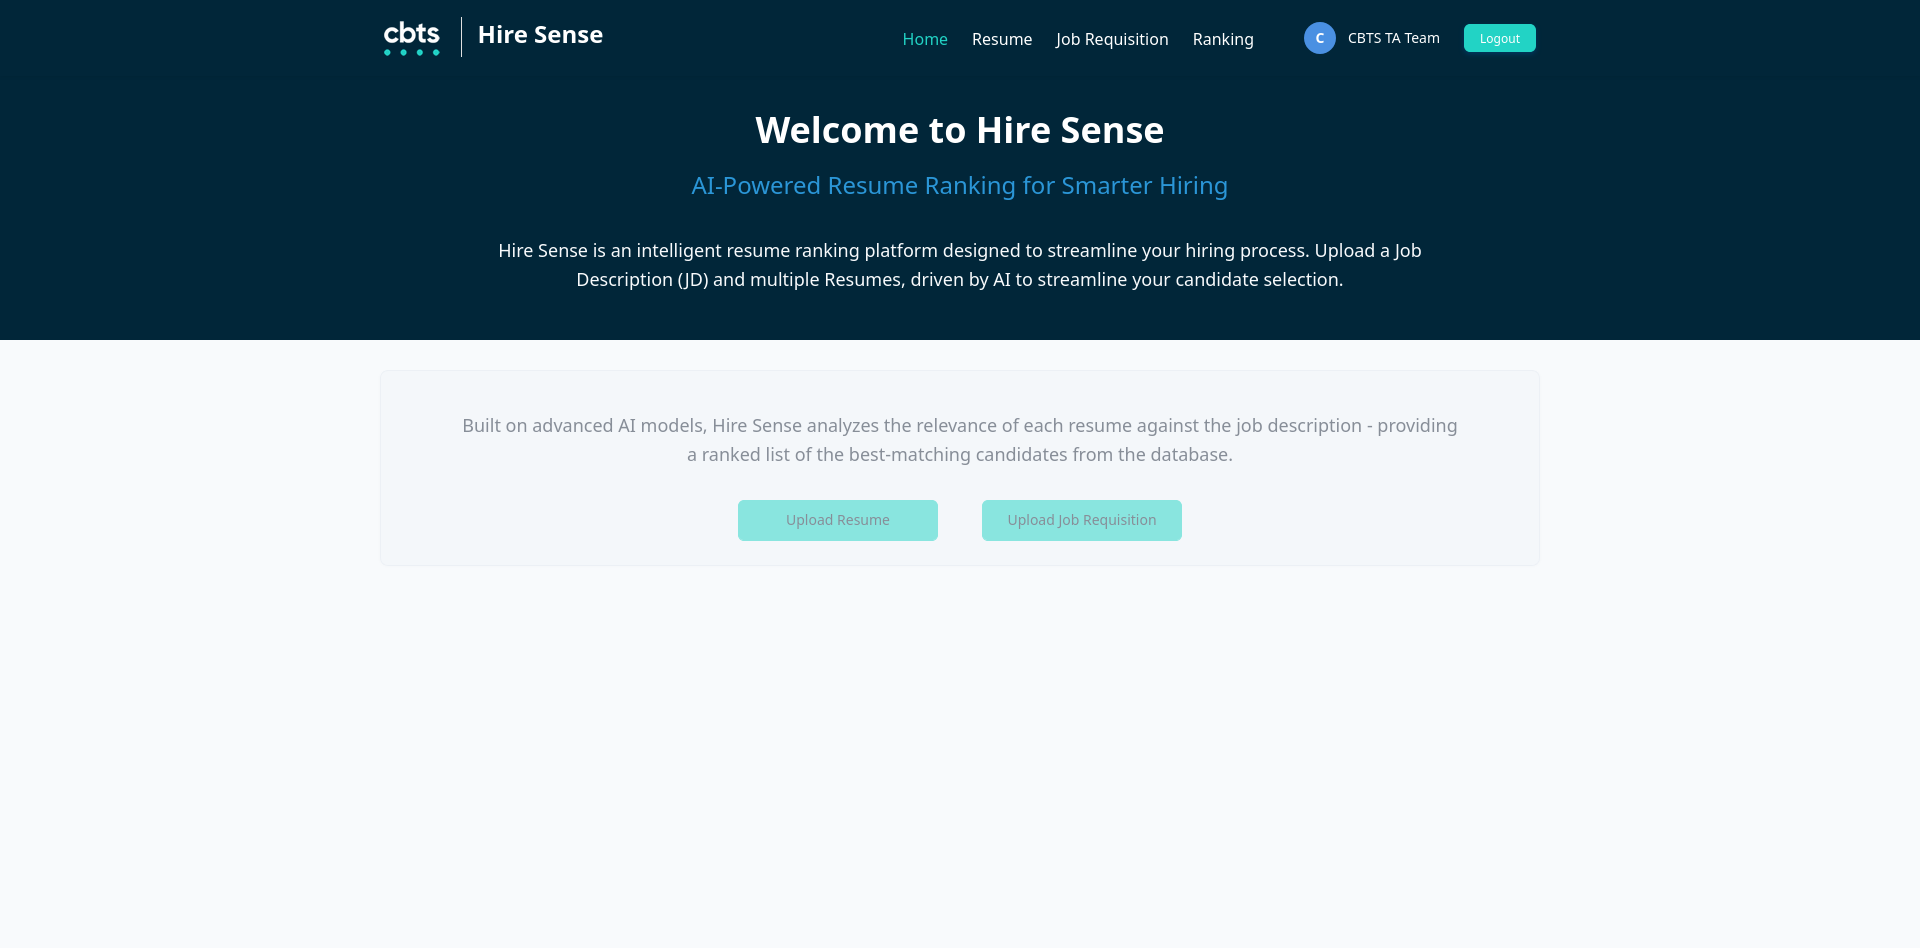 cbts
Hire Sense
Home
Resume
Job Requisition
Ranking
C
CBTS TA Team
Logout
Welcome to Hire Sense
AI-Powered Resume Ranking for Smarter Hiring
Hire Sense is an intelligent resume ranking platform designed to streamline your hiring process. Upload a Job
Description (JD) and multiple Resumes, driven by AI to streamline your candidate selection.
Built on advanced AI models, Hire Sense analyzes the relevance of each resume against the job description - providing
a ranked list of the best-matching candidates from the database.
Upload Resume
Upload Job Requisition